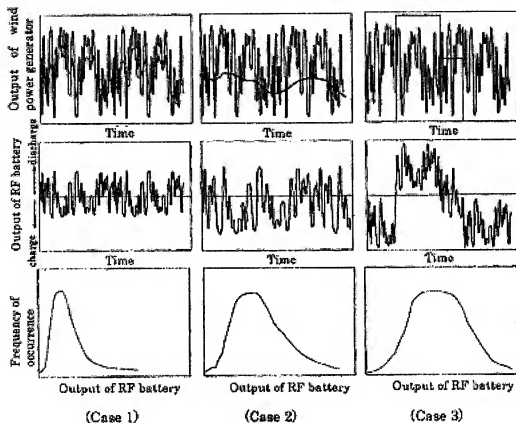 Output of wind
power generator
Time
Time
Time
Output of RF battery
charge
discharge
Time
Time
Time
Frequency of
occurrence
Output of RF battery
Output of RF battery
Output of RF battery
(Case 1)
(Case 2)
(Case 3)